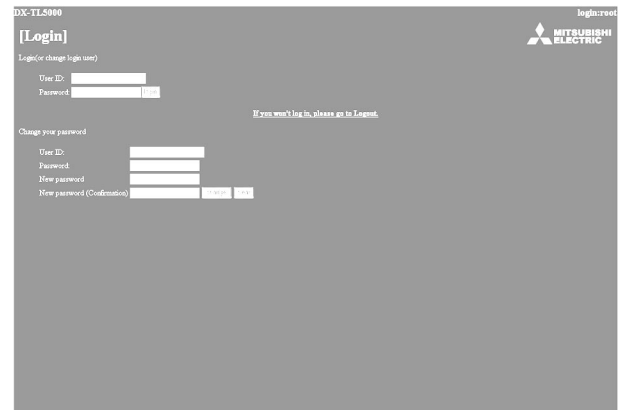 DX-TL5000 login:root
[Login]
MITSUBISHI
ELECTRIC
Login(or change login user)
User ID:
Password:
If you won't log in, please go to Logout.
Change your password
User ID:
Password:
New password
New password (Confirmation)